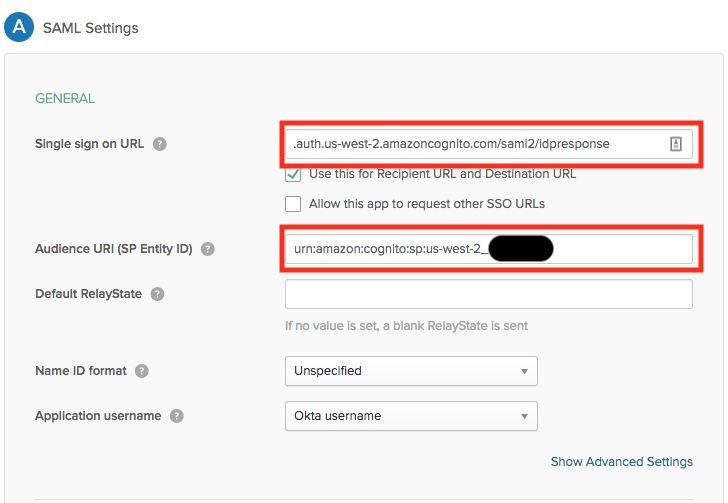 A SAML Settings
GENERAL
Single sign on URL ?
.auth.us-west-2.amazoncognito.com/saml2/idpresponse
Use this for Recipient URL and Destination URL
Allow this app to request other SSO URLs
Audience URI (SP Entity ID) ?
urn:amazon:cognito:sp:us-west-2_
Default RelayState ?
If no value is set, a blank RelayState is sent
Name ID format ?
Unspecified
Application username ?
Okta username
Show Advanced Settings